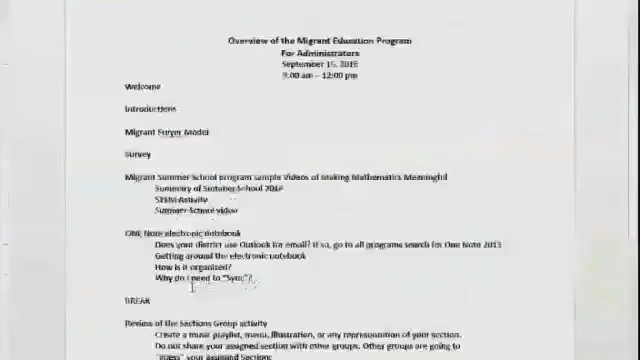 Overview of the Migrant Education Program
For Administrators
September 15, 2016
9:00 am – 12:00 pm
Welcome
Introductions
Migrant Frayer Model
Survey
Migrant Summer School program sample Videos of Making Mathematics Meaningful
Summary of Summer School 2016
STEM Activity
Summer School video
ONE Note electronic notebook
Does your district use Outlook for email? If so, go to all programs search for One Note 2013
Getting around the electronic notebook
How is it organized?
Why do I need to "Sync"?
BREAK
Review of the Sections Group activity
Create a music playlist, menu, illustration, or any representation of your section.
Do not share your assigned section with other groups. Other groups are going to
"guess" your assigned Section: